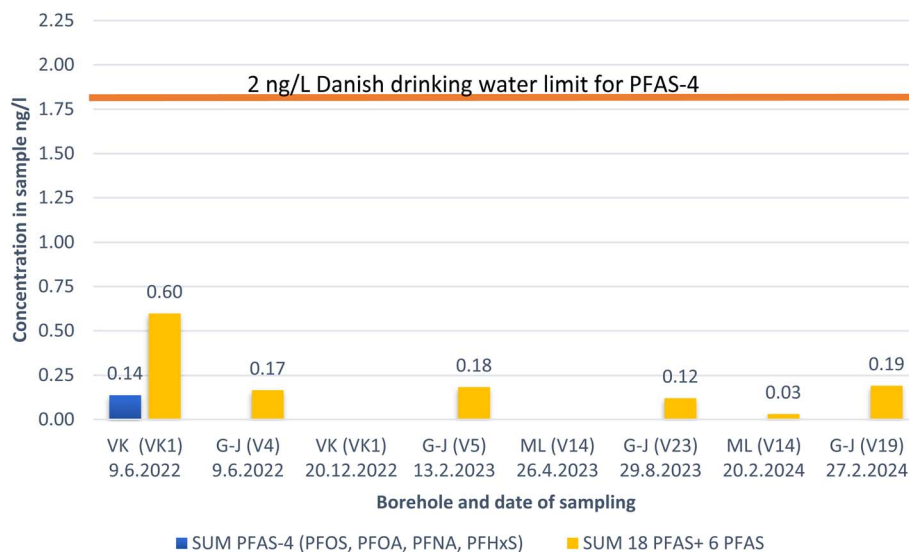 2.25
2.00
1.75
1.50
1.25
1.00
0.75
0.50
0.25
0.00
Concentration in sample ng/l
2 ng/L Danish drinking water limit for PFAS-4
0.14
0.60
0.17
0.18
0.12
0.03
0.19
VK (VK1)
9.6.2022
G-J (V4)
9.6.2022
VK (VK1)
20.12.2022
G-J (V5)
13.2.2023
ML (V14)
26.4.2023
G-J (V23)
29.8.2023
ML (V14)
20.2.2024
G-J (V19)
27.2.2024
Borehole and date of sampling
SUM PFAS-4 (PFOS, PFOA, PFNA, PFHxS)
SUM 18 PFAS+ 6 PFAS